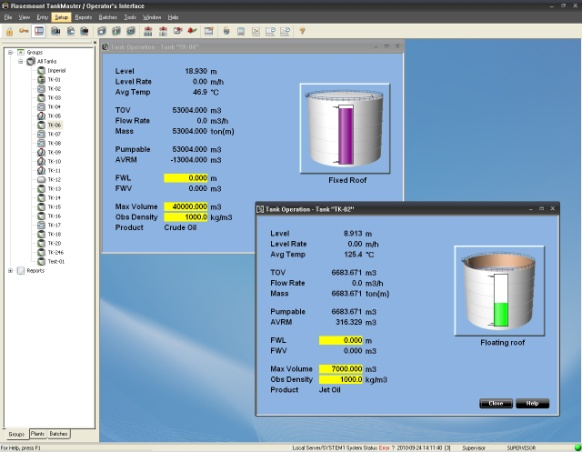 Rosemount TankMaster / Operator's Interface
File View Entry Setup Reports Batches Tools Window Help
Groups
All Tanks
Imperial
TK-01
TK-02
TK-03
TK-04
TK-05
TK-06
TK-07
TK-08
TK-09
TK-10
TK-11
TK-12
TK-13
TK-14
TK-15
TK-16
TK-17
TK-18
TK-20
TK-246
Test-01
Reports
Groups Plants Batches
Tank Operation - Tank "TK-06"
Level 18.930 m
Level Rate 0.00 m/h
Avg Temp 46.9 °C
TOV 53004.000 m3
Flow Rate 0.0 m3/h
Mass 53004.000 ton(m)
Pumpable 53004.000 m3
AVRM -13004.000 m3
FWL 0.000 m
FWV 0.000 m3
Max Volume 40000.000 m3
Obs Density 1000.0 kg/m3
Product Crude Oil
Fixed Roof
Tank Operation - Tank "TK-02"
Level 8.913 m
Level Rate 0.00 m/h
Avg Temp 125.4 °C
TOV 6683.671 m3
Flow Rate 0.0 m3/h
Mass 6683.671 ton(m)
Pumpable 6683.671 m3
AVRM 316.329 m3
FWL 0.000 m
FWV 0.000 m3
Max Volume 7000.000 m3
Obs Density 1000.0 kg/m3
Product Jet Oil
Floating roof
Close Help
For Help, press F1 Local Server/SYSTEM1 System Status: Error ? 2010-09-24 14:11:40 [3] Supervisor SUPERVISOR